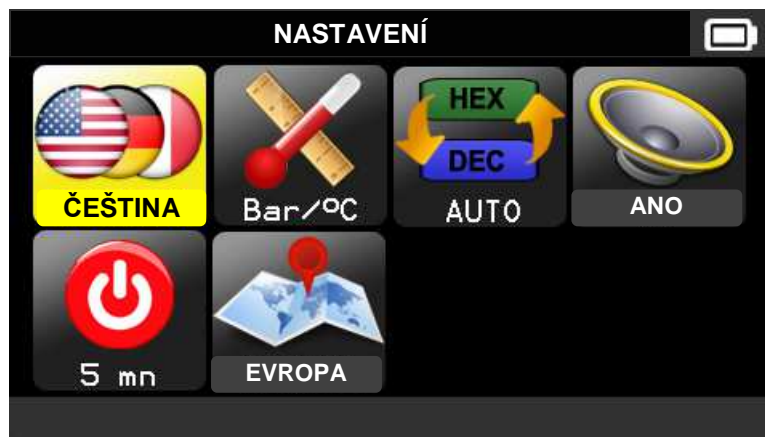 NASTAVENÍ
HEX
DEC
ČEŠTINA
Bar/ºC
AUTO
ANO
5 mn
EVROPA